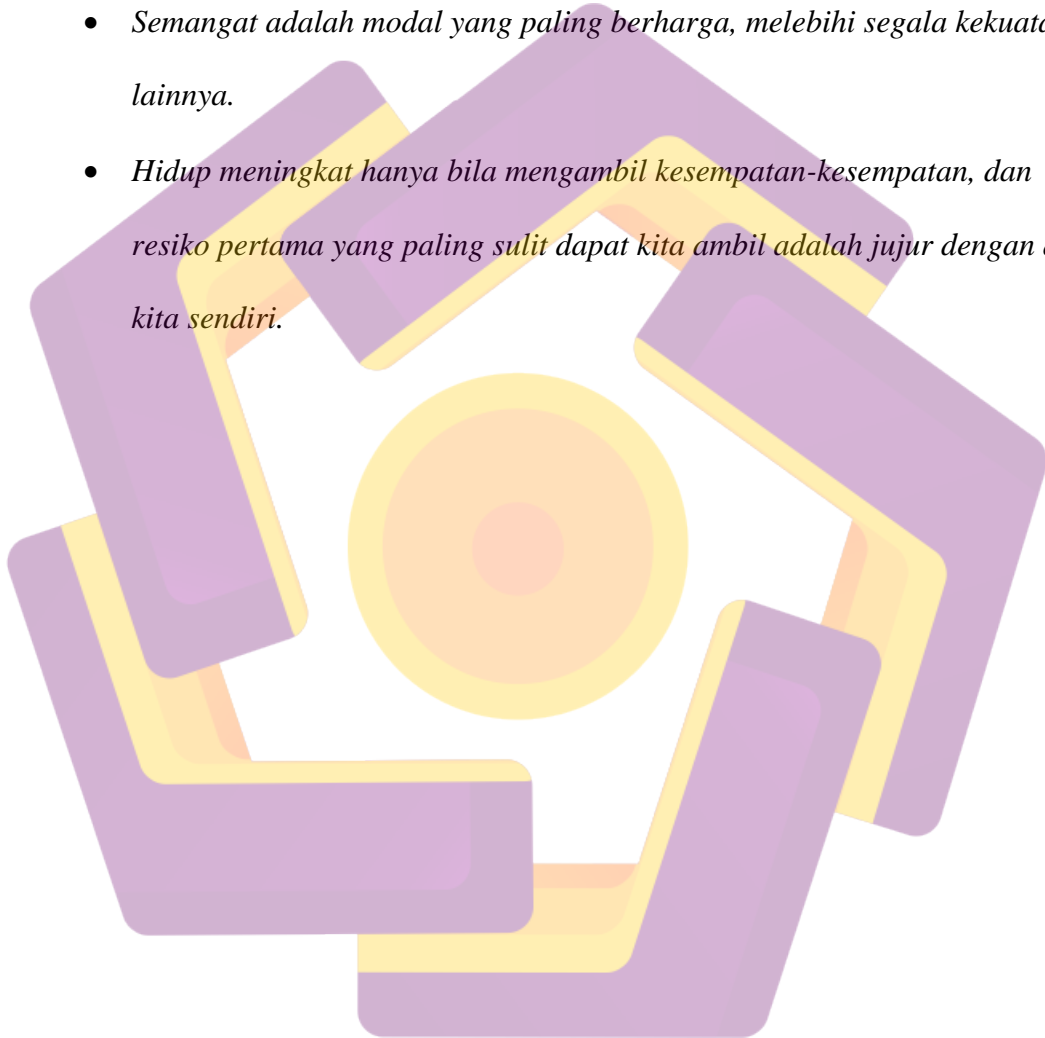 • Semangat adalah modal yang paling berharga, melebihi segala
lainnya.
• Hidup meningkat hanya bila mengambil kesempatan-kesempatan, dan
resiko pertama yang paling sulit dapat kita ambil adalah jujur dengan
kita sendiri.